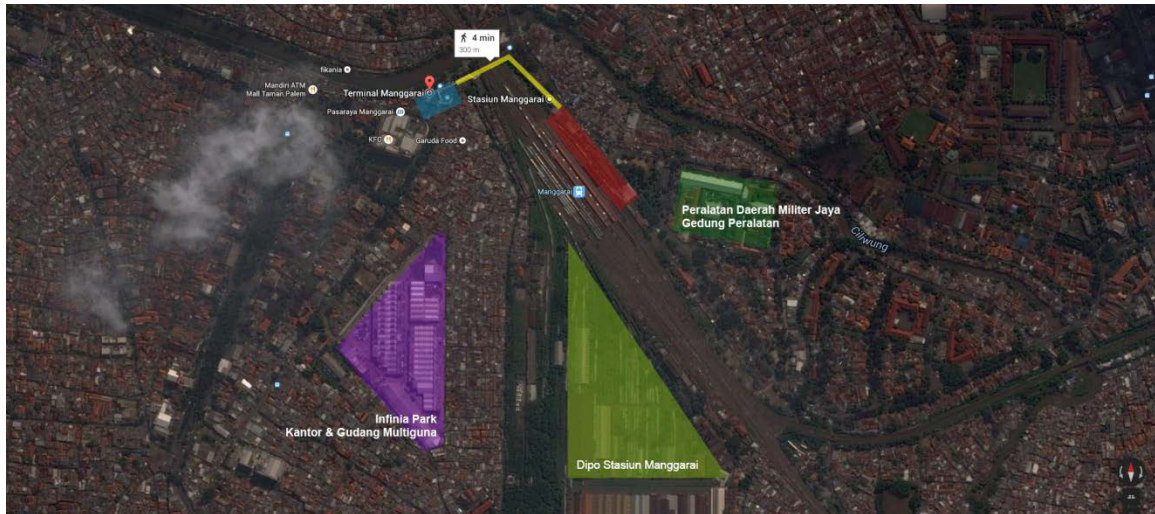 4 min
300 m
fikania
Mandiri ATM
Mall Taman Palem
Terminal Manggarai
Stasiun Manggarai
Pasaraya Manggarai
KFC
Garuda Food
Manggarai
Peralatan Daerah Militer Jaya
Gedung Peralatan
Ciliwung
Infinia Park
Kantor & Gudang Multiguna
Dipo Stasiun Manggarai